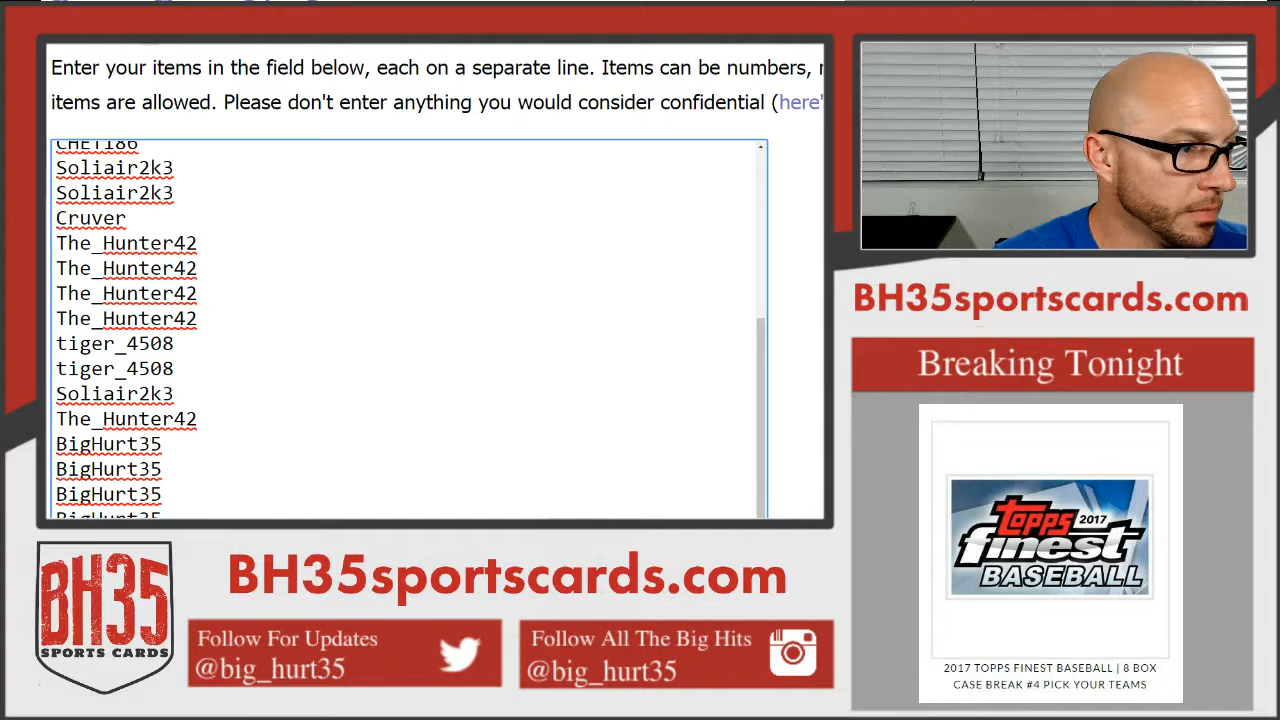 Enter your items in the field below, each on a separate line. Items can be numbers,
items are allowed. Please don't enter anything you would consider confidential (here'
CHET186
Soliair2k3
Soliair2k3
Cruver
The_Hunter42
The_Hunter42
The_Hunter42
The_Hunter42
tiger_4508
tiger_4508
Soliair2k3
The_Hunter42
BigHurt35
BigHurt35
BigHurt35
BigHurt35
BH35sportscards.com
Breaking Tonight
TOPPS 2017
finest
BASEBALL
2017 TOPPS FINEST BASEBALL | 8 BOX
CASE BREAK #4 PICK YOUR TEAMS
BH35
SPORTS CARDS
BH35sportscards.com
Follow For Updates
@big_hurt35
Follow All The Big Hits
@big_hurt35